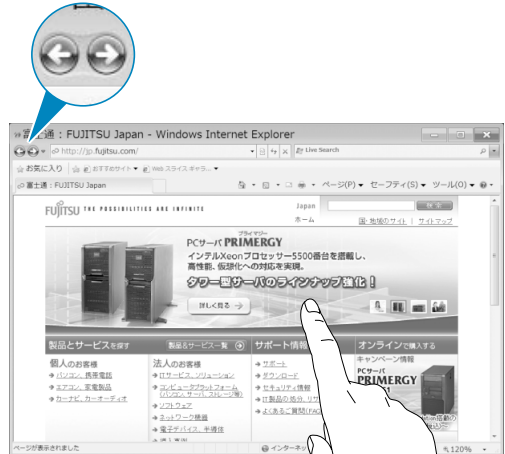 富士通 : FUJITSU Japan - Windows Internet Explorer
http://jp.fujitsu.com/
Live Search
お気に入り
おすすめサイト
Web スライス ギャラ...
富士通 : FUJITSU Japan
ページ(P) セーフティ(S) ツール(O)
FUJITSU THE POSSIBILITIES ARE INFINITE
Japan
検索
ホーム
国・地域のサイト | サイトマップ
プライマジー
PCサーバ PRIMERGY
インテルXeonプロセッサー5500番台を搭載し、
高性能、仮想化への対応を実現。
タワー型サーバのラインナップ強化!
詳しく見る
製品とサービスを探す
製品&サービス一覧
サポート情報
オンラインで購入する
個人のお客様
パソコン、携帯電話
エアコン、家電製品
カーナビ、カーオーディオ
法人のお客様
ITサービス、ソリューション
コンピュータプラットフォーム
(パソコン、サーバ、ストレージ等)
ソフトウェア
ネットワーク機器
電子デバイス、半導体
導入事例
サポート
ダウンロード
セキュリティ情報
IT製品の処分、リサ
よくあるご質問(FAQ
キャンペーン情報
PCサーバ
PRIMERGY
ページが表示されました
インターネッ
120%